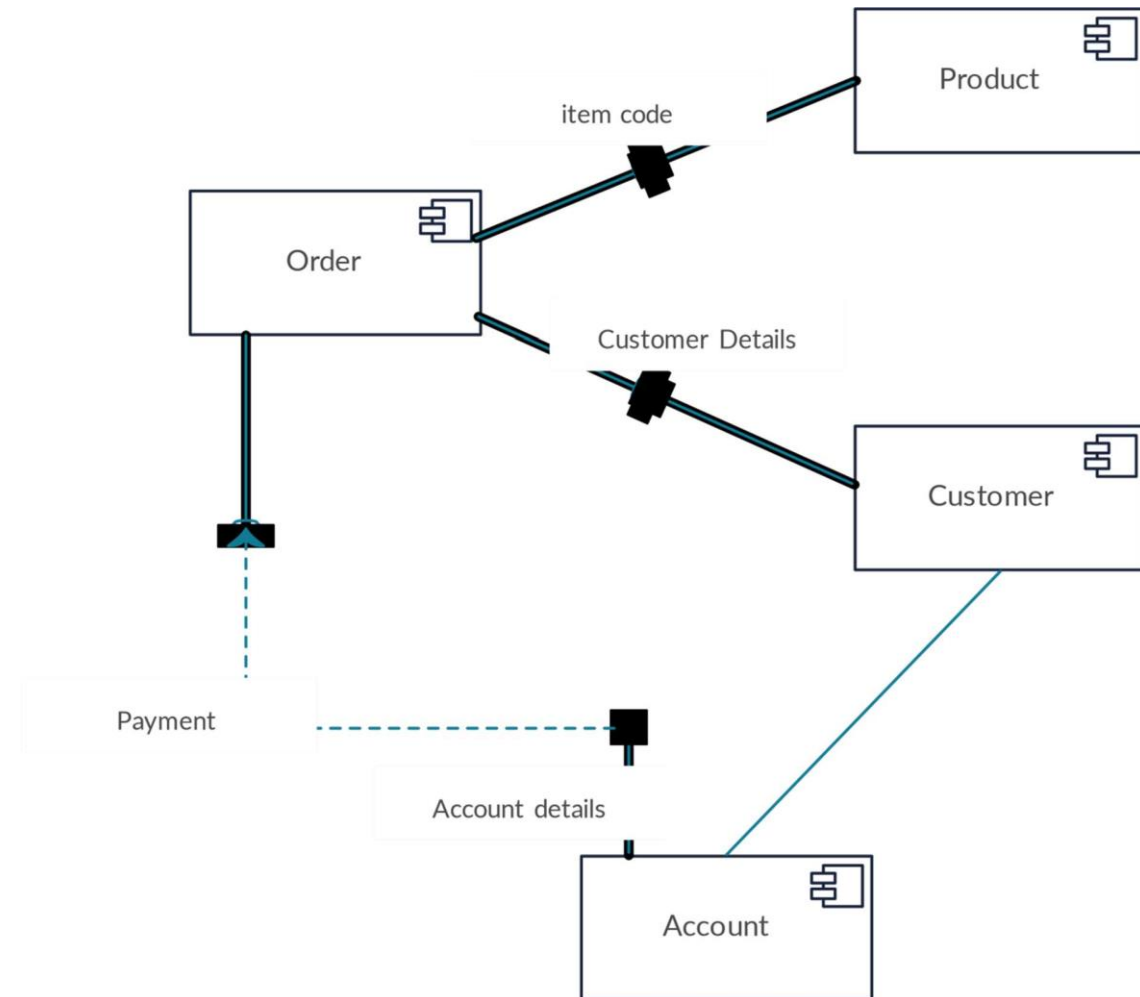 Product
item code
Order
Customer Details
Customer
Payment
Account details
Account